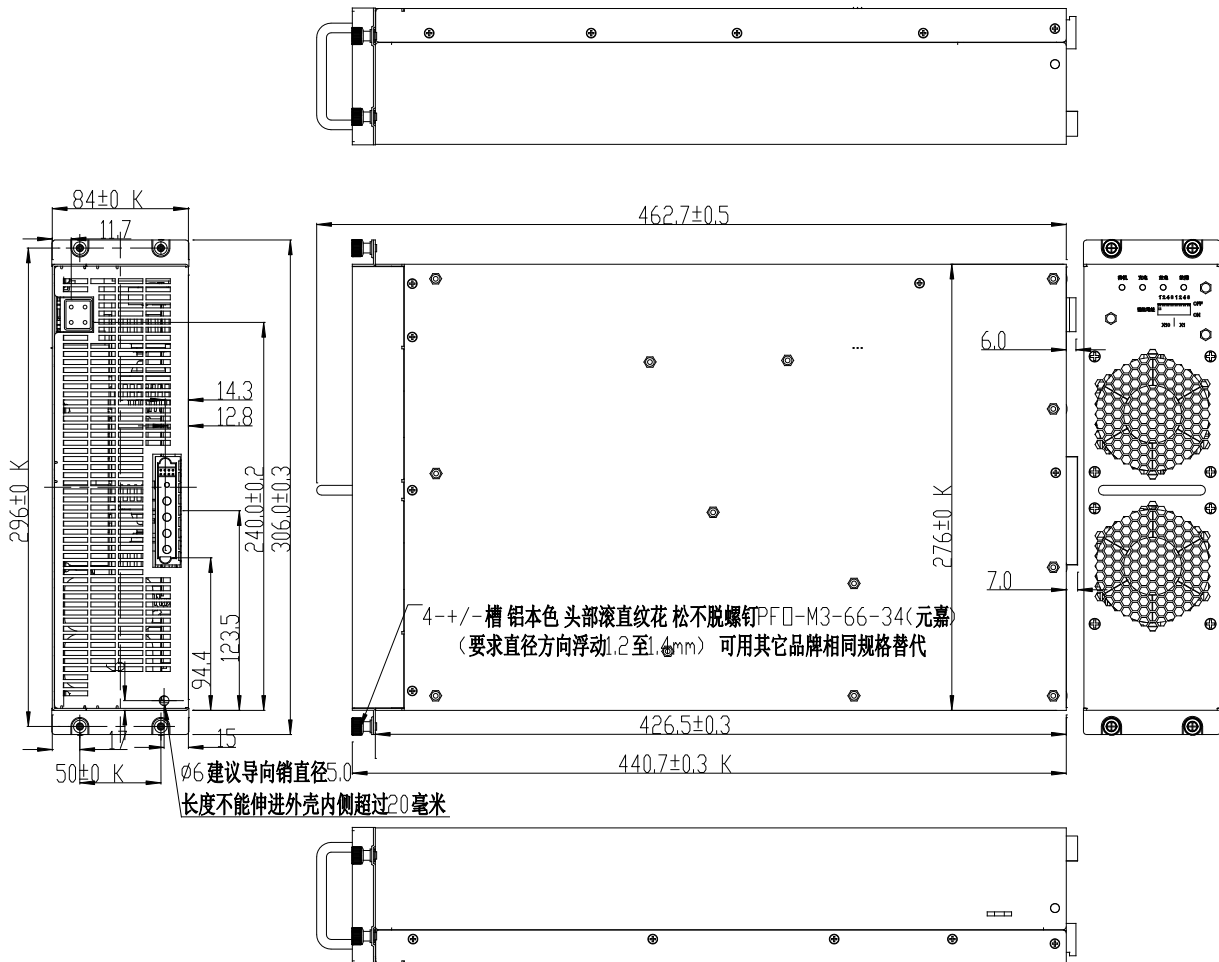 84±0 K
11.7
462.7±0.5
OFF
ON
X10
X1
6.0
14.3
12.8
296±0 K
240.0±0.2
306.0±0.3
276±0 K
7.0
4-+/-槽 铝本色 头部滚直纹花 松不脱螺钉PF□-M3-66-34(元嘉)
（要求直径方向浮动1.2至1.4mm） 可用其它品牌相同规格替代
123.5
94.4
426.5±0.3
17
15
50±0 K
440.7±0.3 K
Ø6建议导向销直径5.0
长度不能伸进外壳内侧超过20毫米